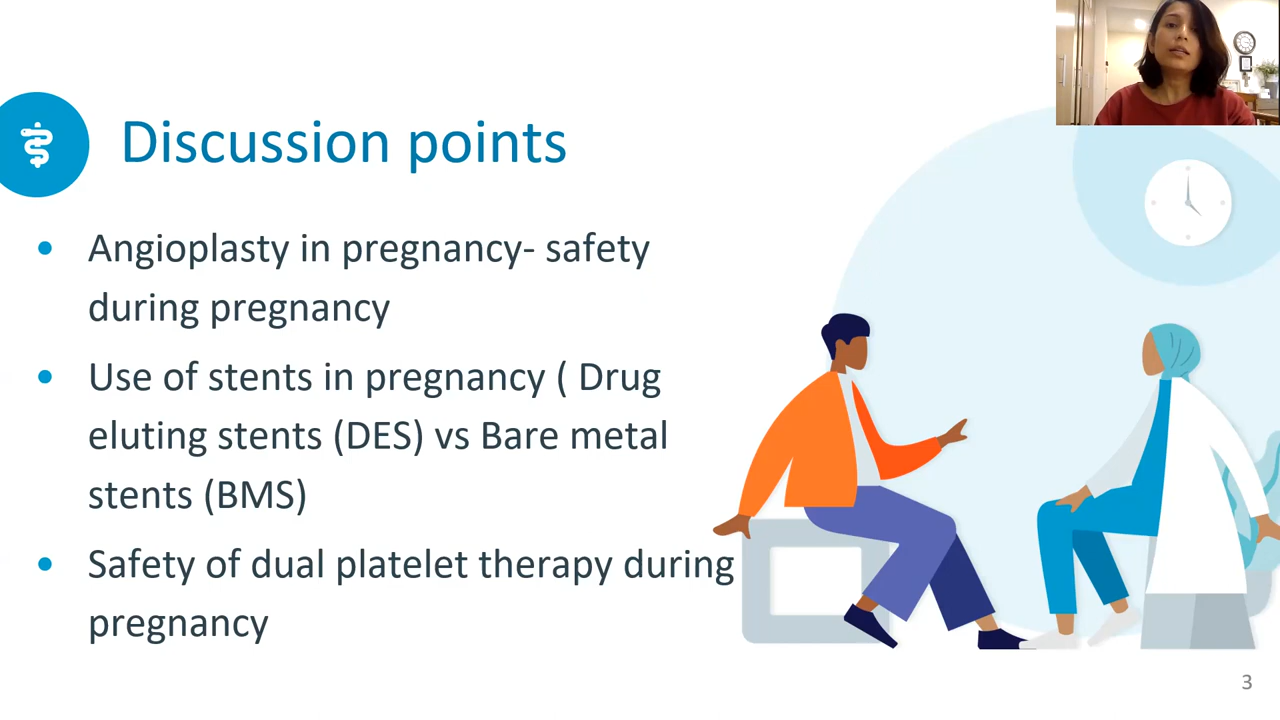 Discussion points
• Angioplasty in pregnancy- safety
during pregnancy
• Use of stents in pregnancy ( Drug
eluting stents (DES) vs Bare metal
stents (BMS)
• Safety of dual platelet therapy during
pregnancy
3